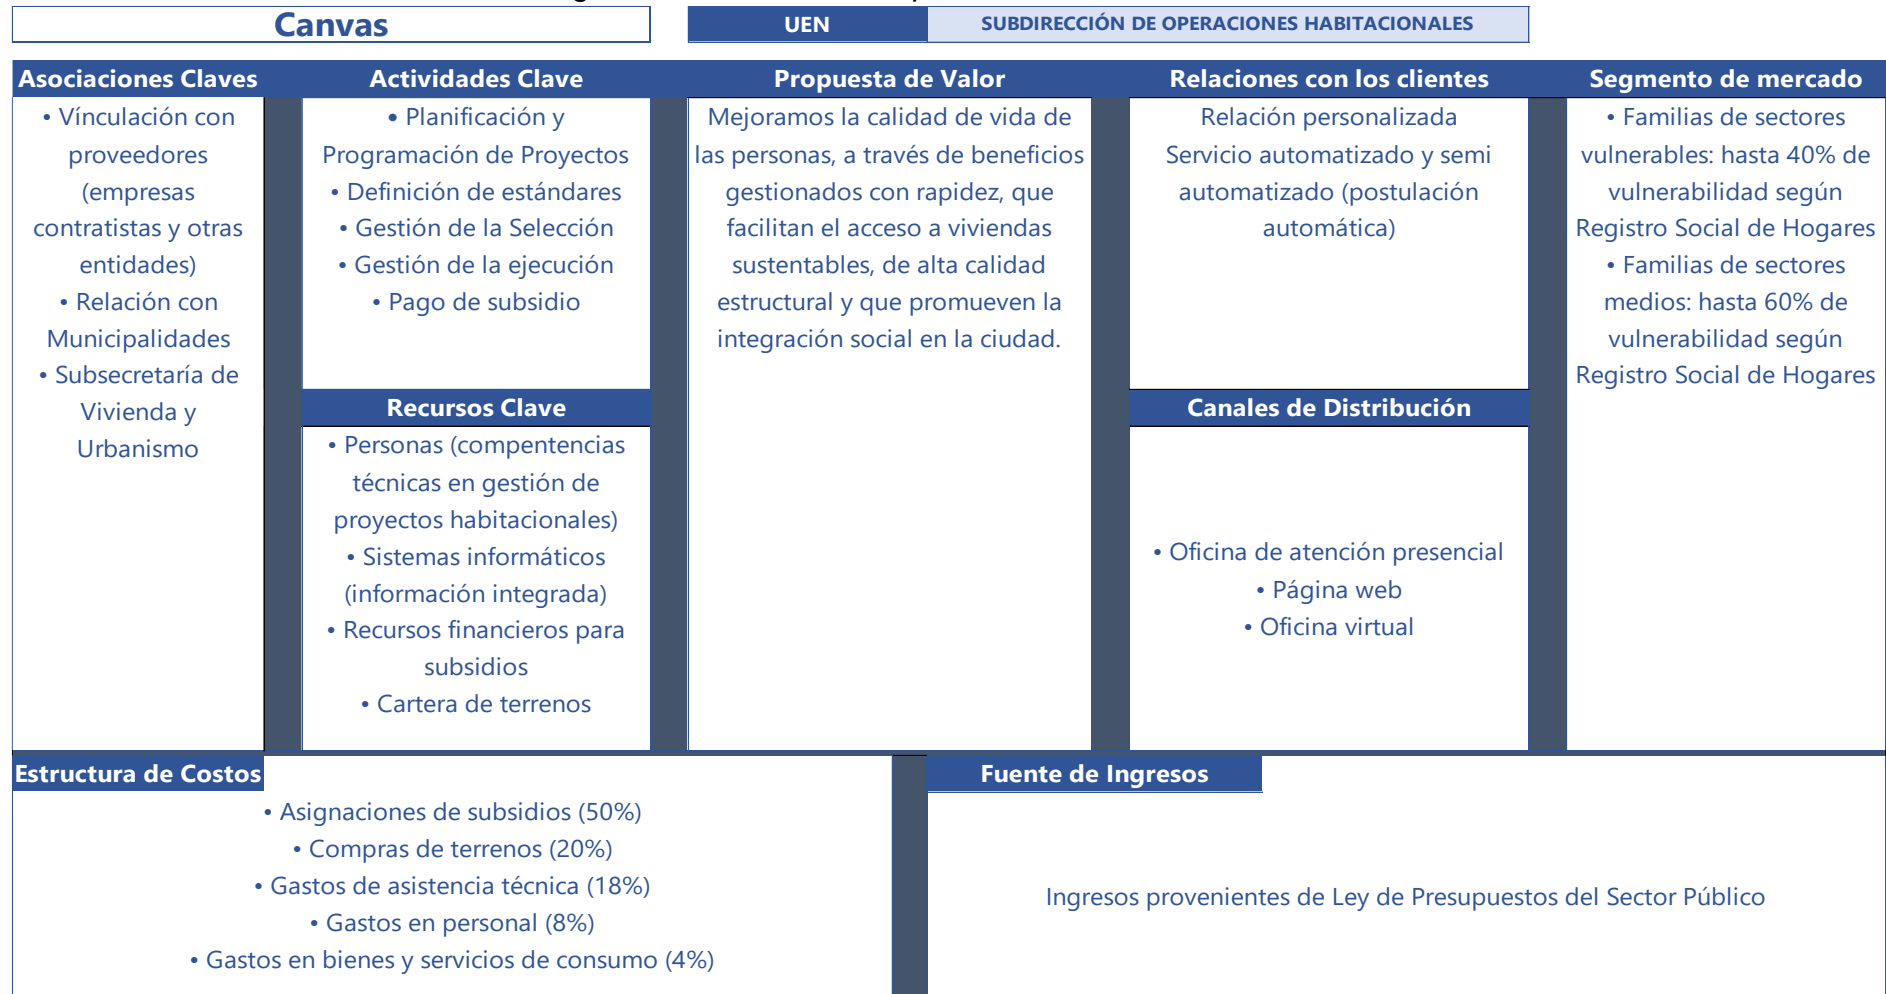 Canvas
UEN
SUBDIRECCIÓN DE OPERACIONES HABITACIONALES
Asociaciones Claves
• Vínculación con
proveedores
(empresas
contratistas y otras
entidades)
• Relación con
Municipalidades
• Subsecretaría de
Vivienda y
Urbanismo
Actividades Clave
• Planificación y
Programación de Proyectos
• Definición de estándares
• Gestión de la Selección
• Gestión de la ejecución
• Pago de subsidio
Recursos Clave
• Personas (compentencias
técnicas en gestión de
proyectos habitacionales)
• Sistemas informáticos
(información integrada)
• Recursos financieros para
subsidios
• Cartera de terrenos
Propuesta de Valor
Mejoramos la calidad de vida de
las personas, a través de beneficios
gestionados con rapidez, que
facilitan el acceso a viviendas
sustentables, de alta calidad
estructural y que promueven la
integración social en la ciudad.
Relaciones con los clientes
Relación personalizada
Servicio automatizado y semi
automatizado (postulación
automática)
Canales de Distribución
• Oficina de atención presencial
• Página web
• Oficina virtual
Segmento de mercado
• Familias de sectores
vulnerables: hasta 40% de
vulnerabilidad según
Registro Social de Hogares
• Familias de sectores
medios: hasta 60% de
vulnerabilidad según
Registro Social de Hogares
Estructura de Costos
• Asignaciones de subsidios (50%)
• Compras de terrenos (20%)
• Gastos de asistencia técnica (18%)
• Gastos en personal (8%)
• Gastos en bienes y servicios de consumo (4%)
Fuente de Ingresos
Ingresos provenientes de Ley de Presupuestos del Sector Público